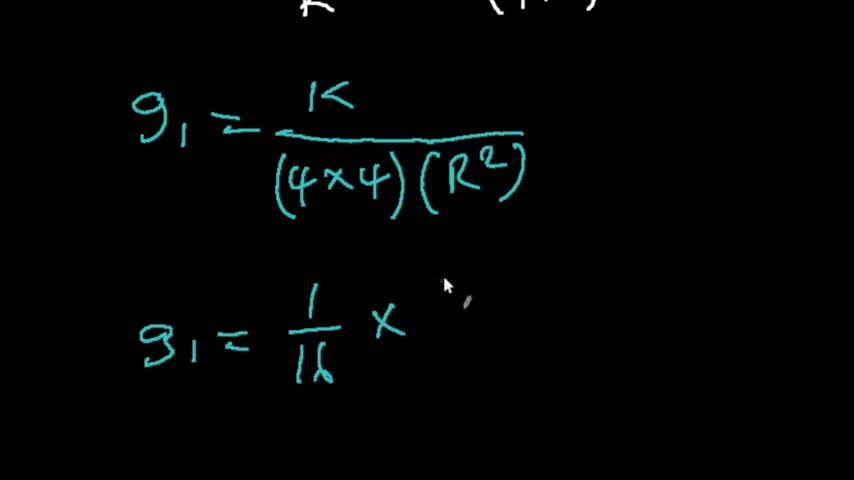 g₁ = K / (4×4)(R²)
g₁ = 1/16 ×